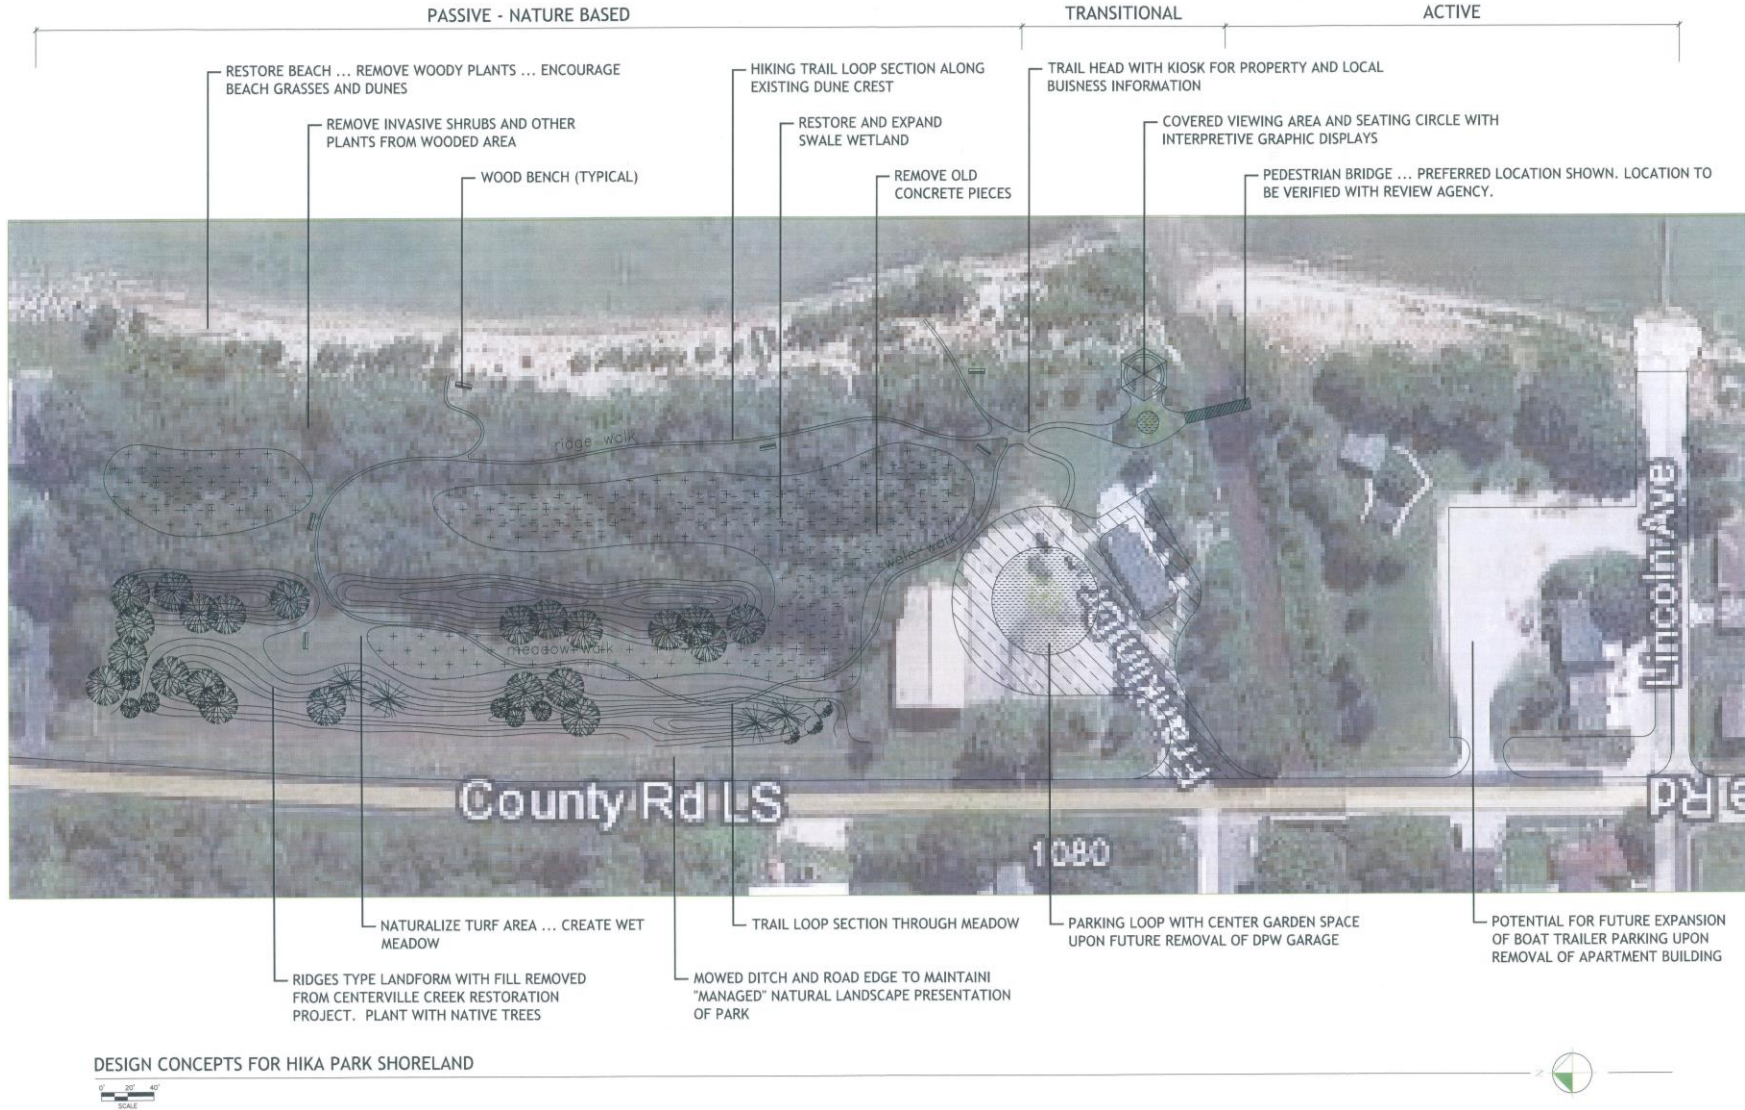 PASSIVE - NATURE BASED
TRANSITIONAL
ACTIVE
RESTORE BEACH ... REMOVE WOODY PLANTS ... ENCOURAGE
BEACH GRASSES AND DUNES
HIKING TRAIL LOOP SECTION ALONG
EXISTING DUNE CREST
TRAIL HEAD WITH KIOSK FOR PROPERTY AND LOCAL
BUISNESS INFORMATION
REMOVE INVASIVE SHRUBS AND OTHER
PLANTS FROM WOODED AREA
RESTORE AND EXPAND
SWALE WETLAND
COVERED VIEWING AREA AND SEATING CIRCLE WITH
INTERPRETIVE GRAPHIC DISPLAYS
WOOD BENCH (TYPICAL)
REMOVE OLD
CONCRETE PIECES
PEDESTRIAN BRIDGE ... PREFERRED LOCATION SHOWN. LOCATION TO
BE VERIFIED WITH REVIEW AGENCY.
ridge walk
swale walk
meadow walk
Franklin Dr
Lincoln Ave
County Rd LS
Rd
1080
NATURALIZE TURF AREA ... CREATE WET
MEADOW
TRAIL LOOP SECTION THROUGH MEADOW
PARKING LOOP WITH CENTER GARDEN SPACE
UPON FUTURE REMOVAL OF DPW GARAGE
POTENTIAL FOR FUTURE EXPANSION
OF BOAT TRAILER PARKING UPON
REMOVAL OF APARTMENT BUILDING
RIDGES TYPE LANDFORM WITH FILL REMOVED
FROM CENTERVILLE CREEK RESTORATION
PROJECT. PLANT WITH NATIVE TREES
MOWED DITCH AND ROAD EDGE TO MAINTAINI
"MANAGED" NATURAL LANDSCAPE PRESENTATION
OF PARK
DESIGN CONCEPTS FOR HIKA PARK SHORELAND
0' 20' 40'
SCALE
N